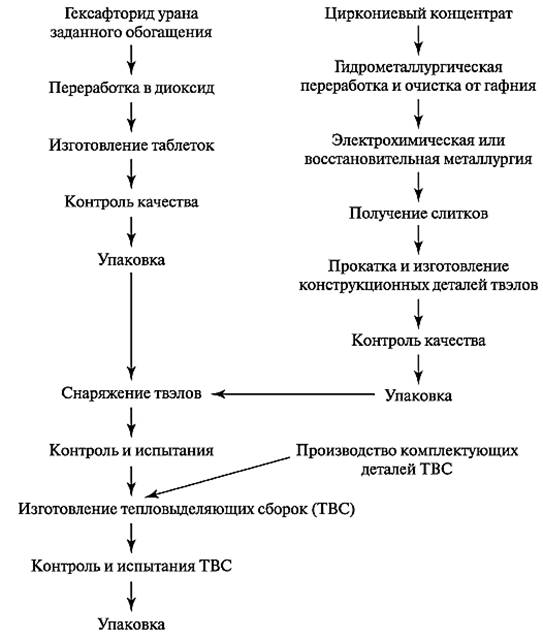 Гексафторид урана
заданного обогащения
Переработка в диоксид
Изготовление таблеток
Контроль качества
Упаковка
Циркониевый концентрат
Гидрометаллургическая
переработка и очистка от гафния
Электрохимическая или
восстановительная металлургия
Получение слитков
Прокатка и изготовление
конструкционных деталей твэлов
Контроль качества
Упаковка
Снаряжение твэлов
Контроль и испытания
Производство комплектующих
деталей ТВС
Изготовление тепловыделяющих сборок (ТВС)
Контроль и испытания ТВС
Упаковка